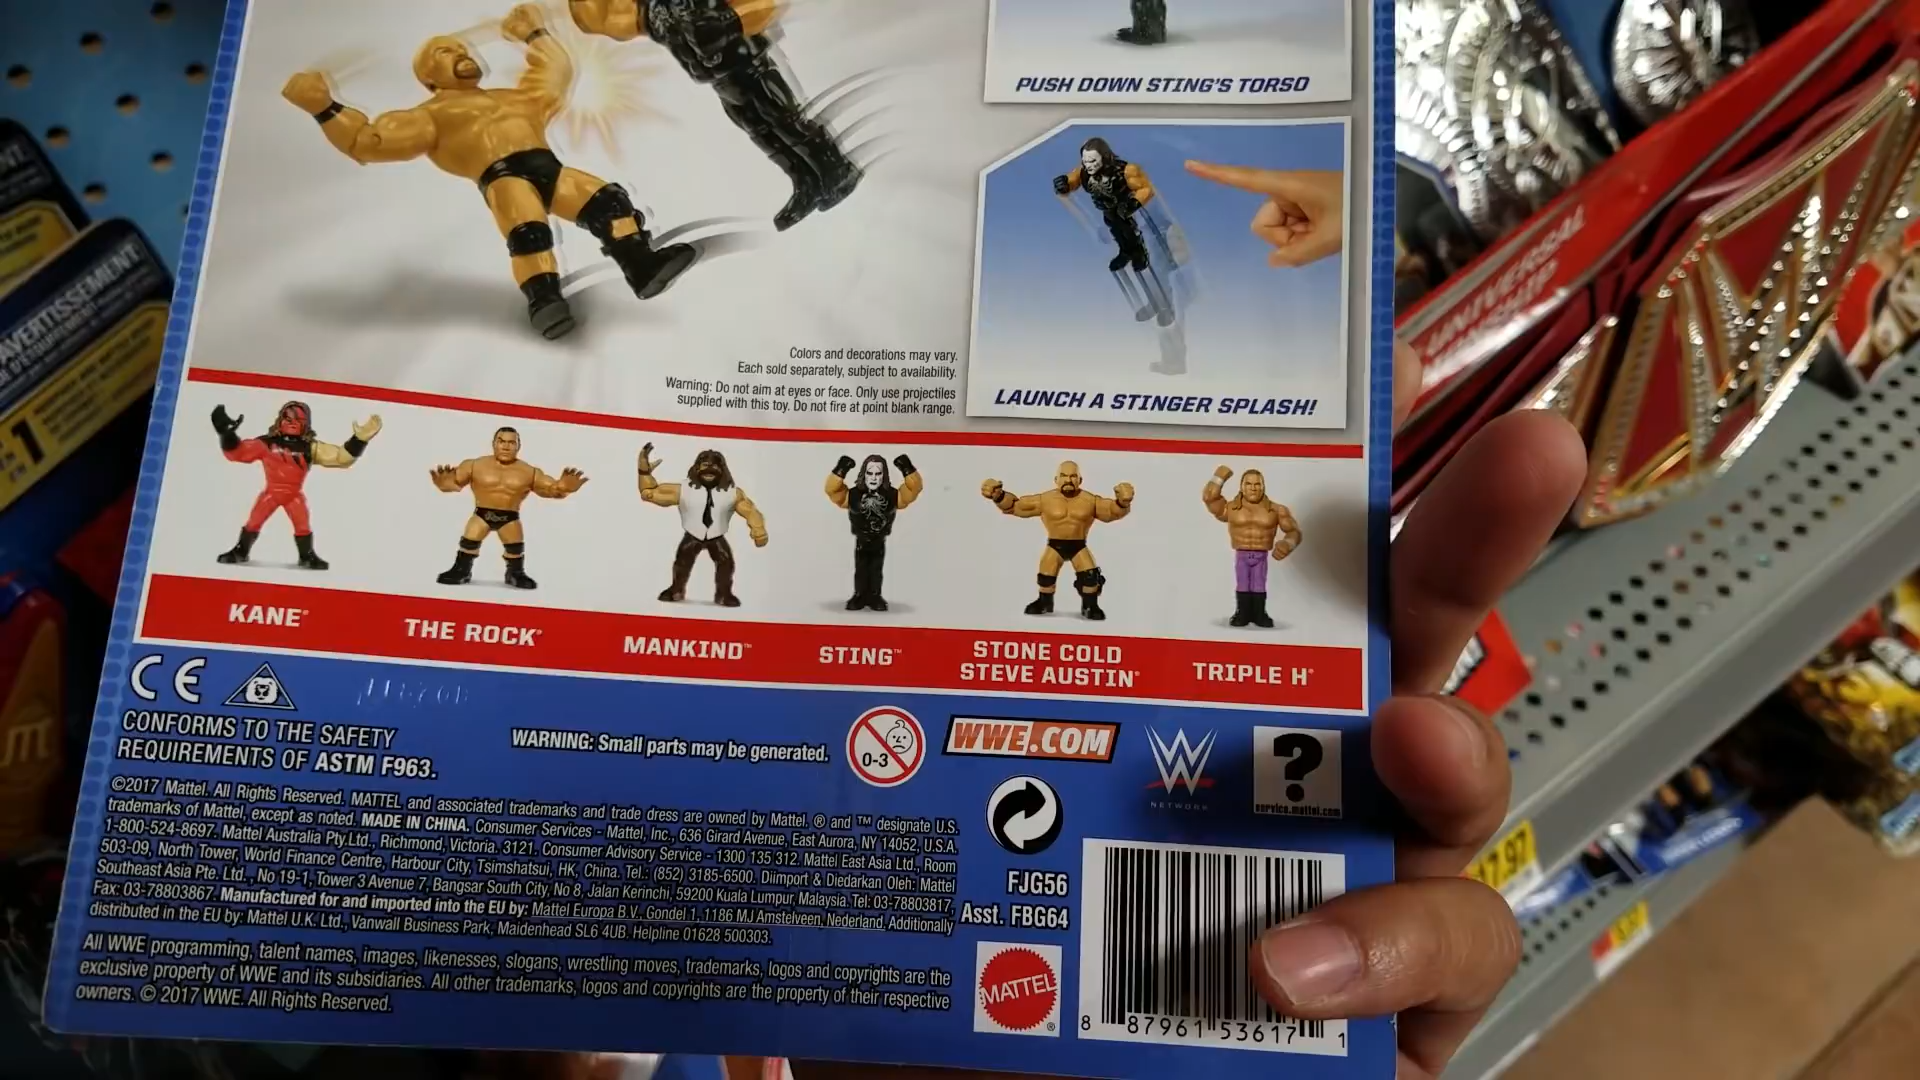 PUSH DOWN STING'S TORSO
LAUNCH A STINGER SPLASH!
Colors and decorations may vary.
Each sold separately, subject to availability.
Warning: Do not aim at eyes or face. Only use projectiles
supplied with this toy. Do not fire at point blank range.
KANE®
THE ROCK®
MANKIND™
STING™
STONE COLD
STEVE AUSTIN®
TRIPLE H®
CE
CONFORMS TO THE SAFETY
REQUIREMENTS OF ASTM F963.
WARNING: Small parts may be generated.
0-3
WWE.COM
W
NETWORK
?
service.mattel.com
©2017 Mattel. All Rights Reserved. MATTEL and associated trademarks and trade dress are owned by Mattel. ® and ™ designate U.S.
trademarks of Mattel, except as noted. MADE IN CHINA. Consumer Services - Mattel, Inc., 636 Girard Avenue, East Aurora, NY 14052, U.S.A.
1-800-524-8697. Mattel Australia Pty.Ltd., Richmond, Victoria. 3121. Consumer Advisory Service - 1300 135 312. Mattel East Asia Ltd., Room
503-09, North Tower, World Finance Centre, Harbour City, Tsimshatsui, HK, China. Tel.: (852) 3185-6500. Diimport & Diedarkan Oleh: Mattel
Southeast Asia Pte. Ltd., No 19-1, Tower 3 Avenue 7, Bangsar South City, No 8, Jalan Kerinchi, 59200 Kuala Lumpur, Malaysia. Tel: 03-78803817,
Fax: 03-78803867. Manufactured for and imported into the EU by: Mattel Europa B.V., Gondel 1, 1186 MJ Amstelveen, Nederland. Additionally
distributed in the EU by: Mattel U.K. Ltd., Vanwall Business Park, Maidenhead SL6 4UB. Helpline 01628 500303.
All WWE programming, talent names, images, likenesses, slogans, wrestling moves, trademarks, logos and copyrights are the
exclusive property of WWE and its subsidiaries. All other trademarks, logos and copyrights are the property of their respective
owners. © 2017 WWE. All Rights Reserved.
FJG56
Asst. FBG64
MATTEL®
8 87961 53617 1
AVERTISSEMENT
1
UNIVERSAL
7.97